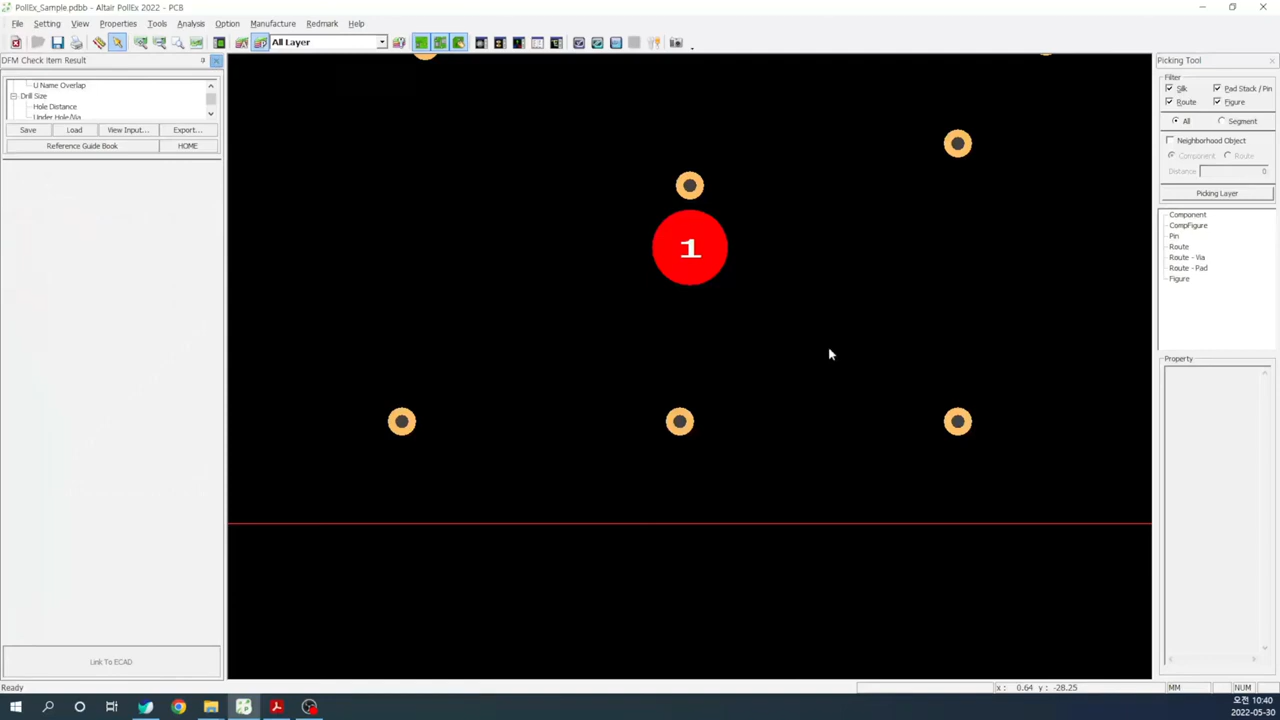 PollEx_Sample.pdbb - Altair PollEx 2022 - PCB
File Setting View Properties Tools Analysis Option Manufacture Redmark Help
All Layer
DFM Check Item Result
U Name Overlap
Drill Size
Hole Distance
Under Hole/Via
Save Load View Input... Export...
Reference Guide Book HOME
1
Picking Tool
Filter
Silk Pad Stack / Pin
Route Figure
All Segment
Neighborhood Object
Component Route
Distance 0
Picking Layer
Component
CompFigure
Pin
Route
Route - Via
Route - Pad
Figure
Property
Link To ECAD
Ready x : 0.64 y : -28.25 MM NUM
오전 10:40
2022-05-30